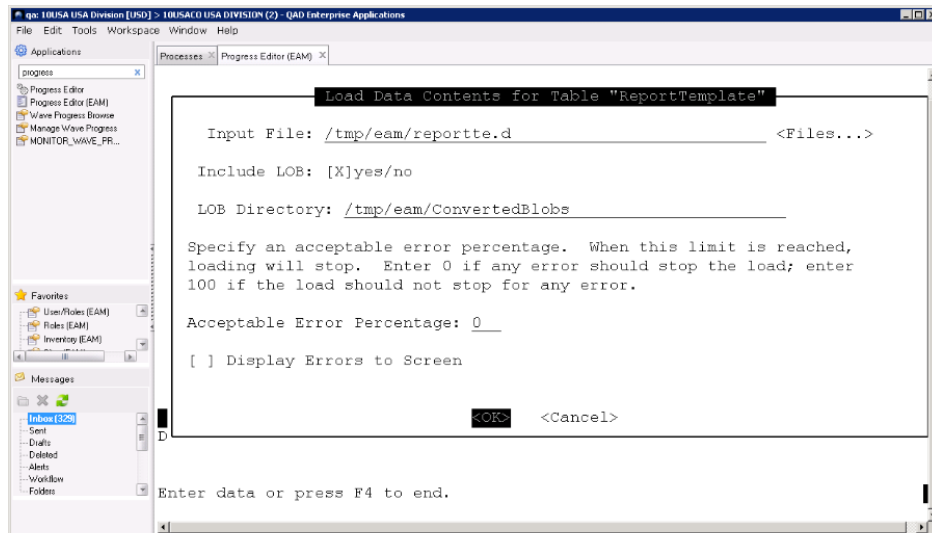 qa: 10USA USA Division [USD] > 10USACO USA DIVISION (2) - QAD Enterprise Applications
File Edit Tools Workspace Window Help
Applications
progress
Progress Editor
Progress Editor (EAM)
Wave Progress Browse
Manage Wave Progress
MONITOR_WAVE_PR...
Favorites
User/Roles (EAM)
Roles (EAM)
Inventory (EAM)
Messages
Inbox (329)
Sent
Drafts
Deleted
Alerts
Workflow
Folders
Processes
Progress Editor (EAM)
Load Data Contents for Table "ReportTemplate"
Input File: /tmp/eam/reportte.d <Files...>
Include LOB: [X]yes/no
LOB Directory: /tmp/eam/ConvertedBlobs
Specify an acceptable error percentage. When this limit is reached,
loading will stop. Enter 0 if any error should stop the load; enter
100 if the load should not stop for any error.
Acceptable Error Percentage: 0
[ ] Display Errors to Screen
<OK> <Cancel>
D
Enter data or press F4 to end.